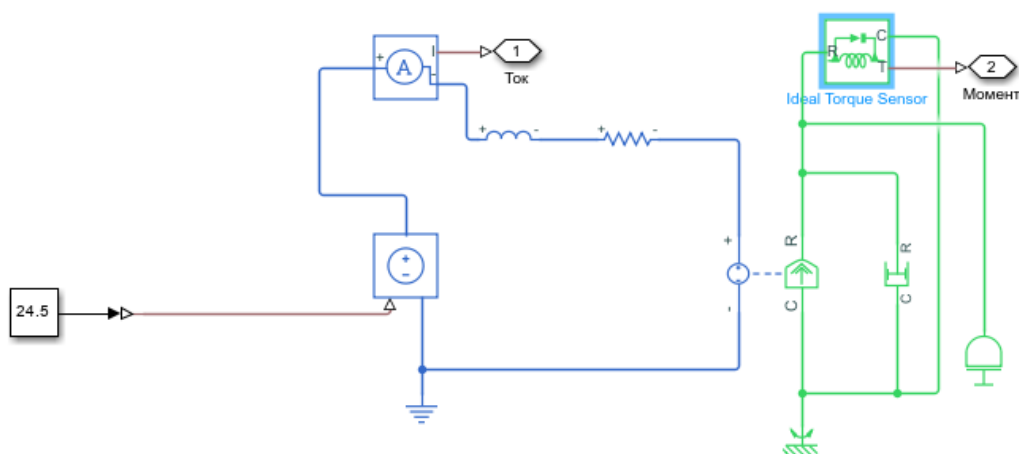 I
1
Ток
+
-
+
-
+
-
24.5
+
-
+
-
A
R
C
R
C
R
C
T
2
Ideal Torque Sensor
Момент